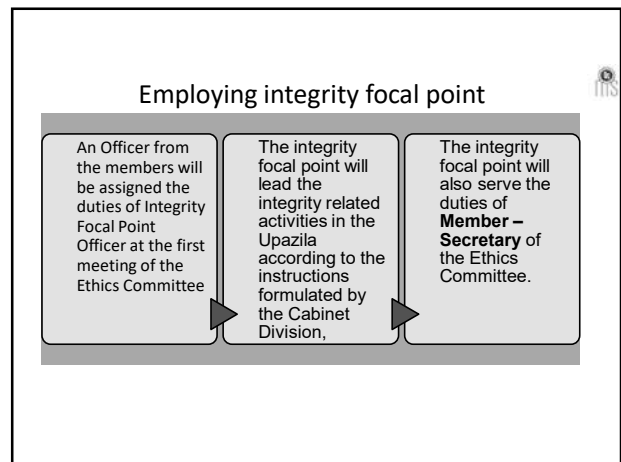 Employing integrity focal point
An Officer from
the members will
be assigned the
duties of Integrity
Focal Point
Officer at the first
meeting of the
Ethics Committee
The integrity
focal point will
lead the
integrity related
activities in the
Upazila
according to the
instructions
formulated by
the Cabinet
Division,
The integrity
focal point will
also serve the
duties of
Member –
Secretary of
the Ethics
Committee.